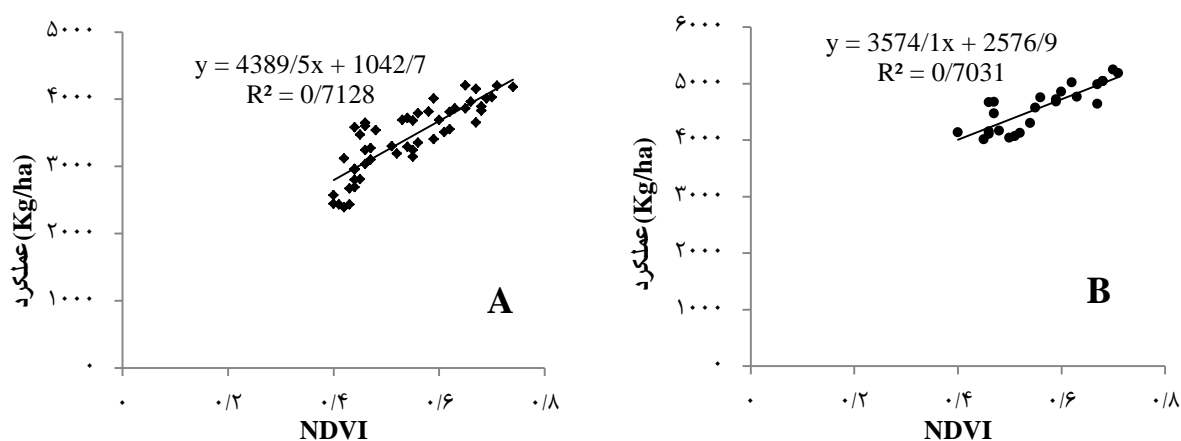 ۵۰۰۰
۴۰۰۰
۳۰۰۰
۲۰۰۰
۱۰۰۰
۰
عملکرد(Kg/ha)
y = 4389/5x + 1042/7
R² = 0/7128
A
۰ ۰/۲ ۰/۴ ۰/۶ ۰/۸
NDVI
۶۰۰۰
۵۰۰۰
۴۰۰۰
۳۰۰۰
۲۰۰۰
۱۰۰۰
۰
عملکرد(Kg/ha)
y = 3574/1x + 2576/9
R² = 0/7031
B
۰ ۰/۲ ۰/۴ ۰/۶ ۰/۸
NDVI